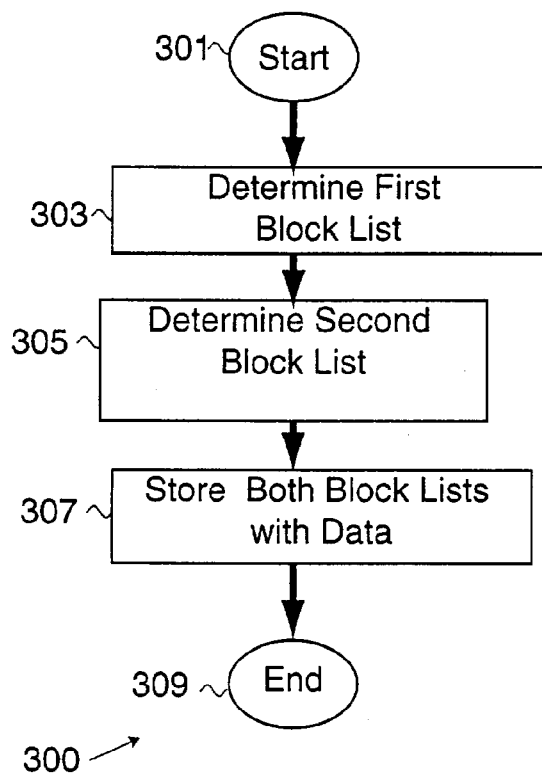 301
Start
303
Determine First
Block List
305
Determine Second
Block List
307
Store Both Block Lists
with Data
309
End
300